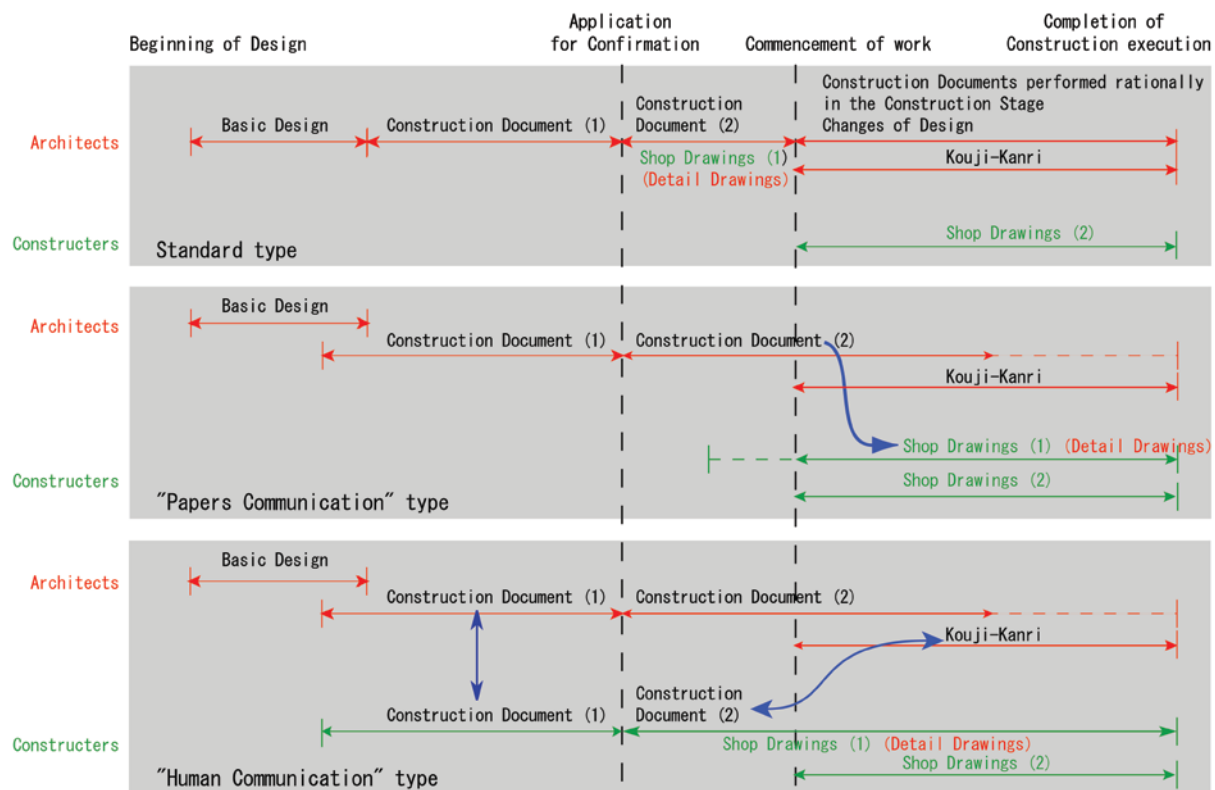 Beginning of Design
Application
for Confirmation
Commencement of work
Completion of
Construction execution
Architects
Basic Design
Construction Document (1)
Construction
Document (2)
Shop Drawings (1)
(Detail Drawings)
Construction Documents performed rationally
in the Construction Stage
Changes of Design
Kouji-Kanri
Constructers
Shop Drawings (2)
Standard type
Architects
Basic Design
Construction Document (1)
Construction Document (2)
Kouji-Kanri
Shop Drawings (1) (Detail Drawings)
Constructers
Shop Drawings (2)
"Papers Communication" type
Architects
Basic Design
Construction Document (1)
Construction Document (2)
Kouji-Kanri
Construction Document (1)
Construction
Document (2)
Constructers
Shop Drawings (1) (Detail Drawings)
Shop Drawings (2)
"Human Communication" type